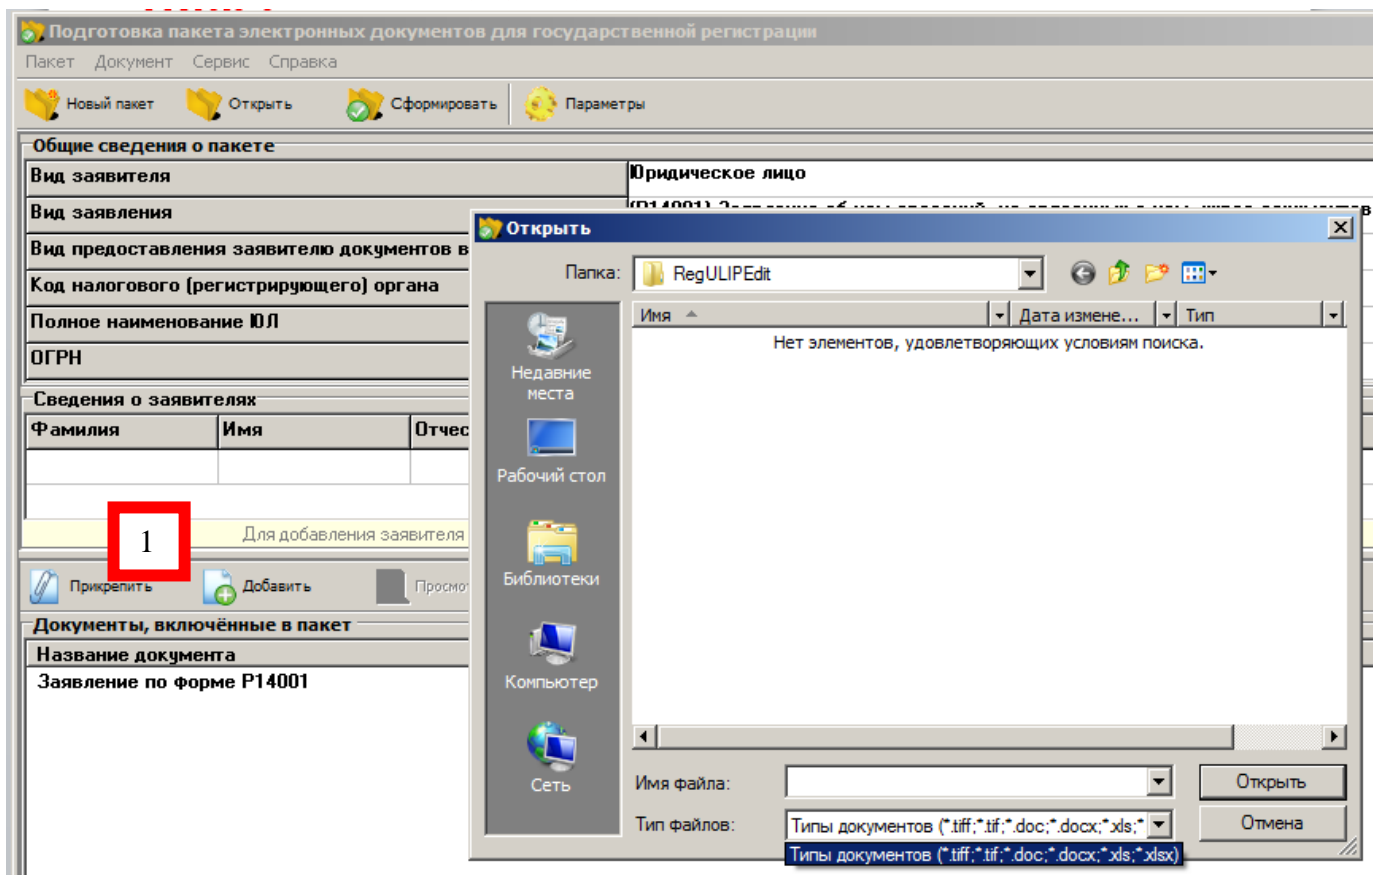 Подготовка пакета электронных документов для государственной регистрации
Пакет Документ Сервис Справка
Новый пакет Открыть Сформировать Параметры
Общие сведения о пакете
Вид заявителя Юридическое лицо
Вид заявления
Вид предоставления заявителю документов в
Код налогового (регистрирующего) органа
Полное наименование ЮЛ
ОГРН
Сведения о заявителях
Фамилия Имя Отчес
Для добавления заявителя
1
Прикрепить Добавить Просмот
Документы, включённые в пакет
Название документа
Заявление по форме Р14001
Открыть
Папка: RegULIPEdit
Имя Дата измене... Тип
Нет элементов, удовлетворяющих условиям поиска.
Недавние
места
Рабочий стол
Библиотеки
Компьютер
Сеть
Имя файла: Открыть
Тип файлов: Типы документов (*.tiff;*.tif;*.doc;*.docx;*.xls;* Отмена
Типы документов (*.tiff;*.tif;*.doc;*.docx;*.xls;*.xlsx)